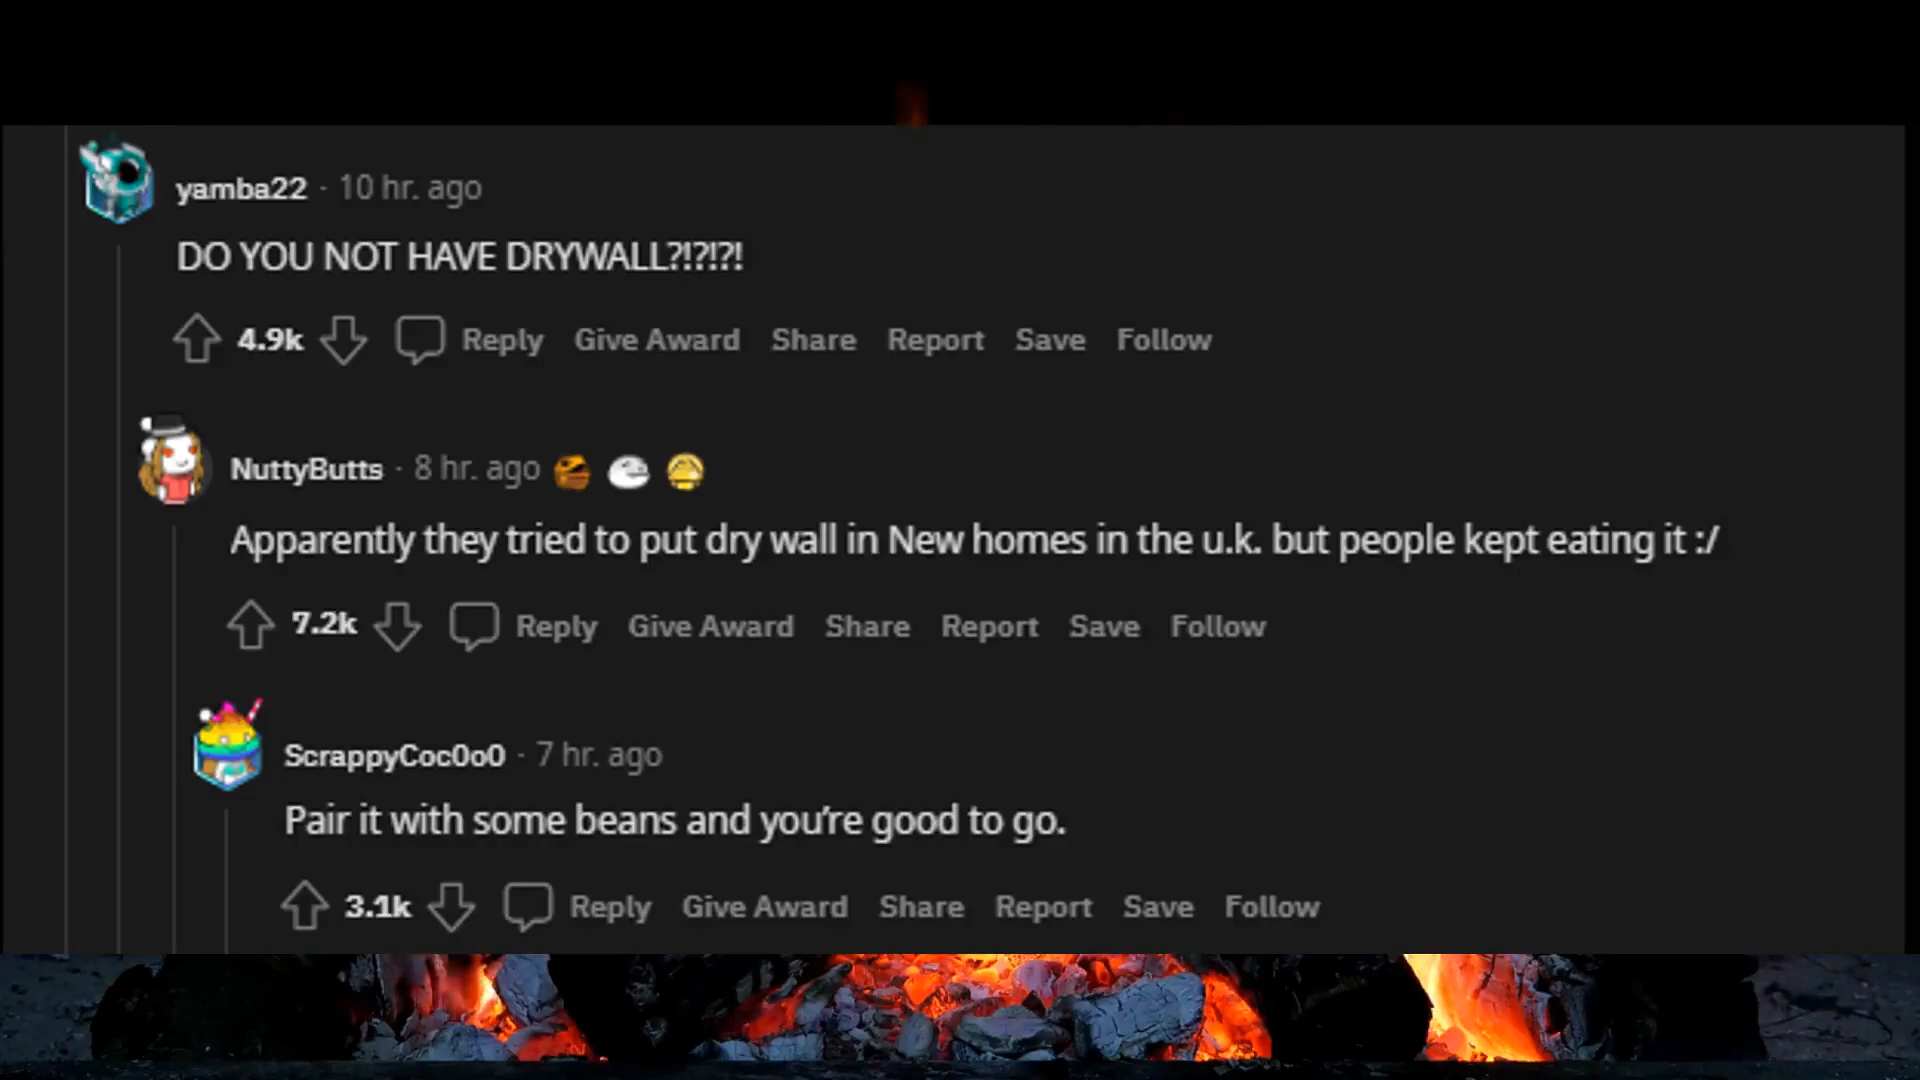 yamba22 · 10 hr. ago
DO YOU NOT HAVE DRYWALL?!?!?!
4.9k Reply Give Award Share Report Save Follow
NuttyButts · 8 hr. ago
Apparently they tried to put dry wall in New homes in the u.k. but people kept eating it :/
7.2k Reply Give Award Share Report Save Follow
ScrappyCoc0o0 · 7 hr. ago
Pair it with some beans and you're good to go.
3.1k Reply Give Award Share Report Save Follow